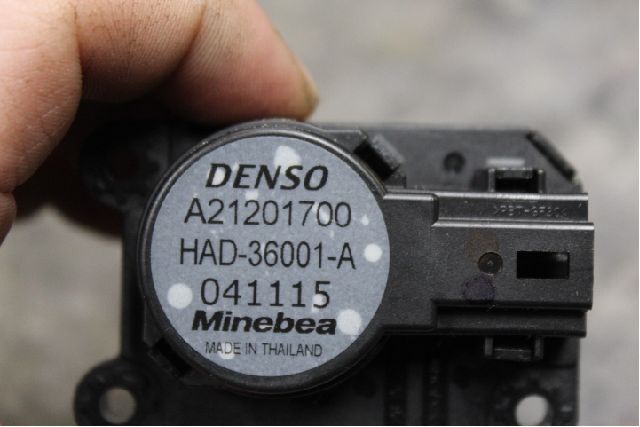 DENSO
A21201700
HAD-36001-A
041115
Minebea
MADE IN THAILAND